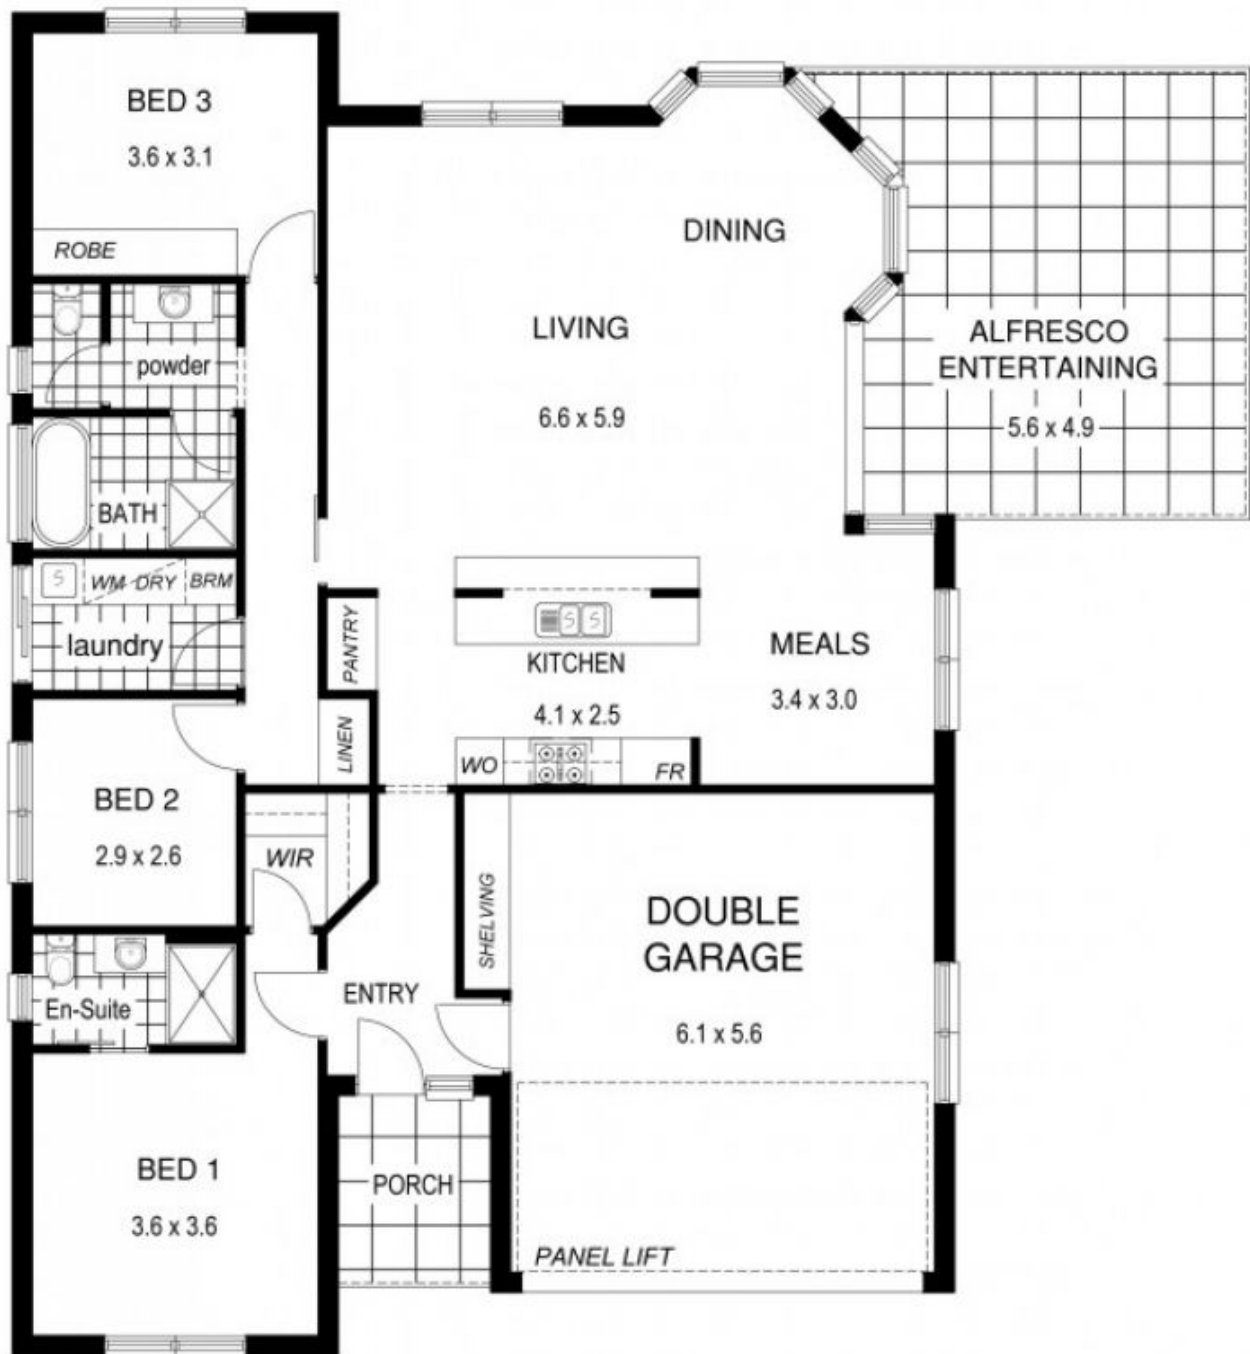 BED 3
3.6 x 3.1
ROBE
powder
BATH
WM DRY BRM
laundry
BED 2
2.9 x 2.6
En-Suite
BED 1
3.6 x 3.6
DINING
LIVING
6.6 x 5.9
ALFRESCO
ENTERTAINING
5.6 x 4.9
PANTRY
LINEN
KITCHEN
4.1 x 2.5
WO
FR
MEALS
3.4 x 3.0
WIR
ENTRY
SHELVING
DOUBLE
GARAGE
6.1 x 5.6
PORCH
PANEL LIFT